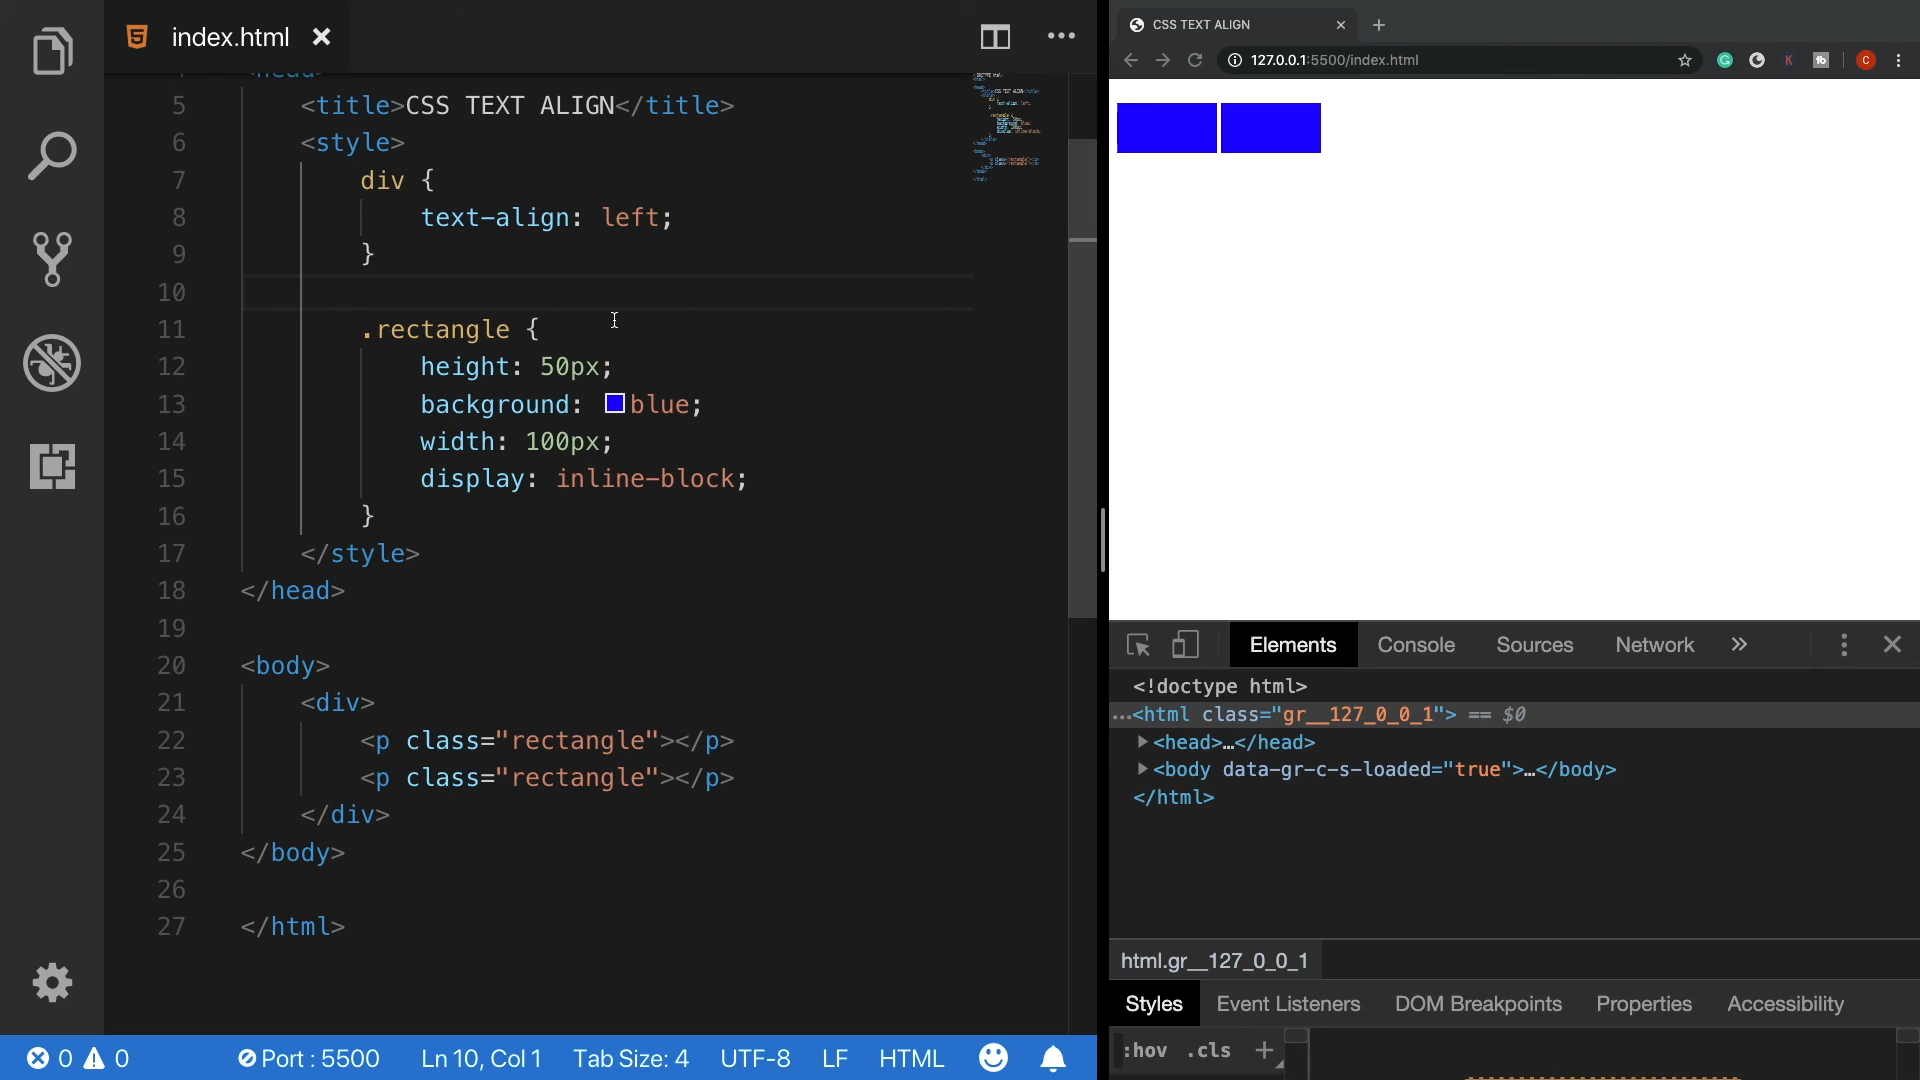 index.html
5 <title>CSS TEXT ALIGN</title>
6 <style>
7 div {
8 text-align: left;
9 }
10
11 .rectangle {
12 height: 50px;
13 background: blue;
14 width: 100px;
15 display: inline-block;
16 }
17 </style>
18 </head>
19
20 <body>
21 <div>
22 <p class="rectangle"></p>
23 <p class="rectangle"></p>
24 </div>
25 </body>
26
27 </html>
0 0 Port : 5500 Ln 10, Col 1 Tab Size: 4 UTF-8 LF HTML
CSS TEXT ALIGN
127.0.0.1:5500/index.html
Elements Console Sources Network »
<!doctype html>
…<html class="gr__127_0_0_1"> == $0
<head>…</head>
<body data-gr-c-s-loaded="true">…</body>
</html>
html.gr__127_0_0_1
Styles Event Listeners DOM Breakpoints Properties Accessibility
:hov .cls +